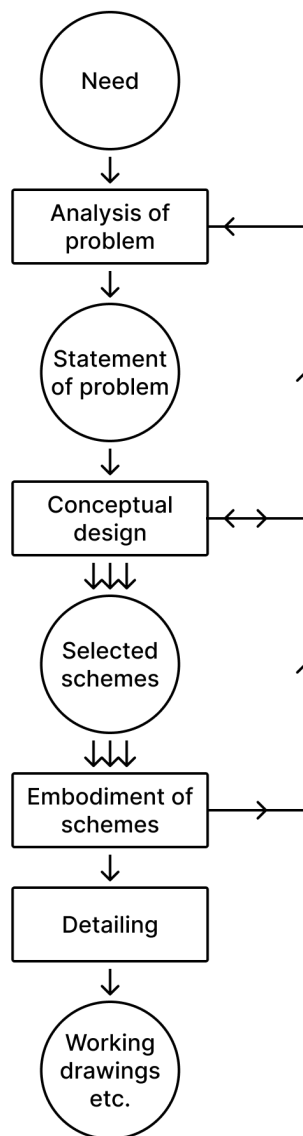 Need
Analysis of
problem
Statement
of problem
Conceptual
design
Selected
schemes
Embodiment of
schemes
Detailing
Working
drawings
etc.